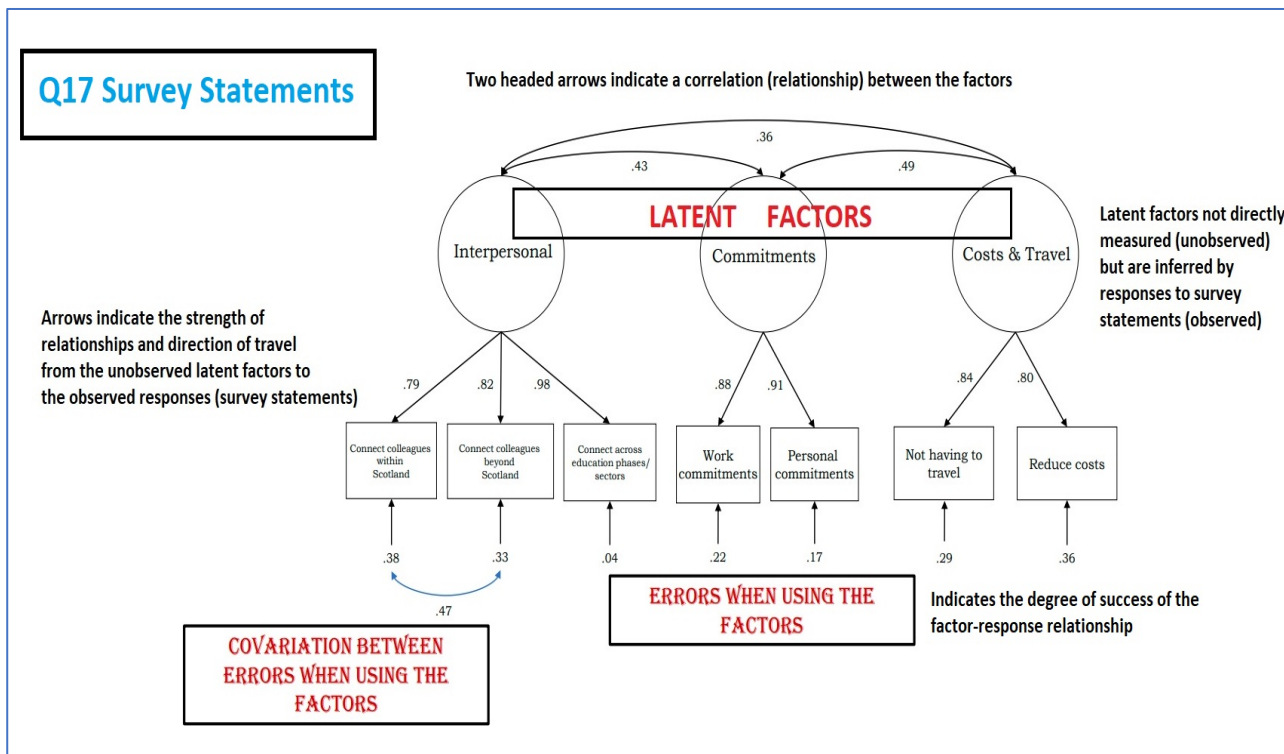 Q17 Survey Statements
Two headed arrows indicate a correlation (relationship) between the factors
.36
.43
.49
LATENT FACTORS
Interpersonal
Commitments
Costs & Travel
Latent factors not directly
measured (unobserved)
but are inferred by
responses to survey
statements (observed)
Arrows indicate the strength of
relationships and direction of travel
from the unobserved latent factors to
the observed responses (survey statements)
.79
.82
.98
.88
.91
.84
.80
Connect colleagues
within
Scotland
Connect colleagues
beyond
Scotland
Connect across
education phases/
sectors
Work
commitments
Personal
commitments
Not having to
travel
Reduce costs
.38
.33
.04
.22
.17
.29
.36
.47
ERRORS WHEN USING THE
FACTORS
Indicates the degree of success of the
factor-response relationship
COVARIATION BETWEEN
ERRORS WHEN USING THE
FACTORS